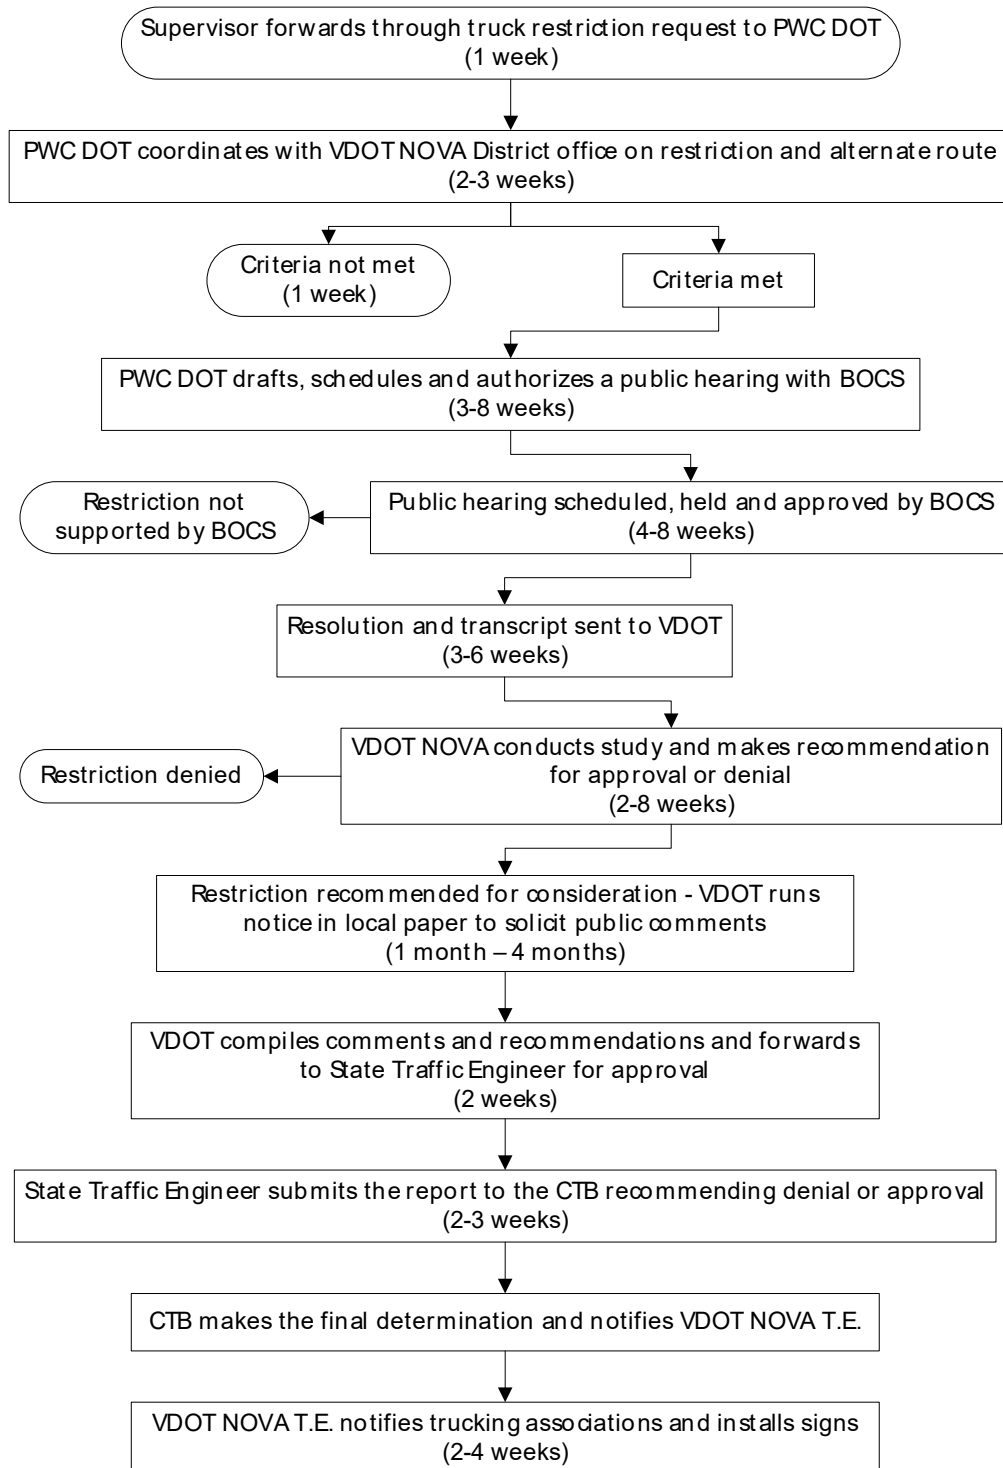 Supervisor forwards through truck restriction request to PWC DOT
(1 week)
PWC DOT coordinates with VDOT NOVA District office on restriction and alternate route
(2-3 weeks)
Criteria not met
(1 week)
Criteria met
PWC DOT drafts, schedules and authorizes a public hearing with BOCS
(3-8 weeks)
Restriction not
supported by BOCS
Public hearing scheduled, held and approved by BOCS
(4-8 weeks)
Resolution and transcript sent to VDOT
(3-6 weeks)
Restriction denied
VDOT NOVA conducts study and makes recommendation
for approval or denial
(2-8 weeks)
Restriction recommended for consideration - VDOT runs
notice in local paper to solicit public comments
(1 month – 4 months)
VDOT compiles comments and recommendations and forwards
to State Traffic Engineer for approval
(2 weeks)
State Traffic Engineer submits the report to the CTB recommending denial or approval
(2-3 weeks)
CTB makes the final determination and notifies VDOT NOVA T.E.
VDOT NOVA T.E. notifies trucking associations and installs signs
(2-4 weeks)